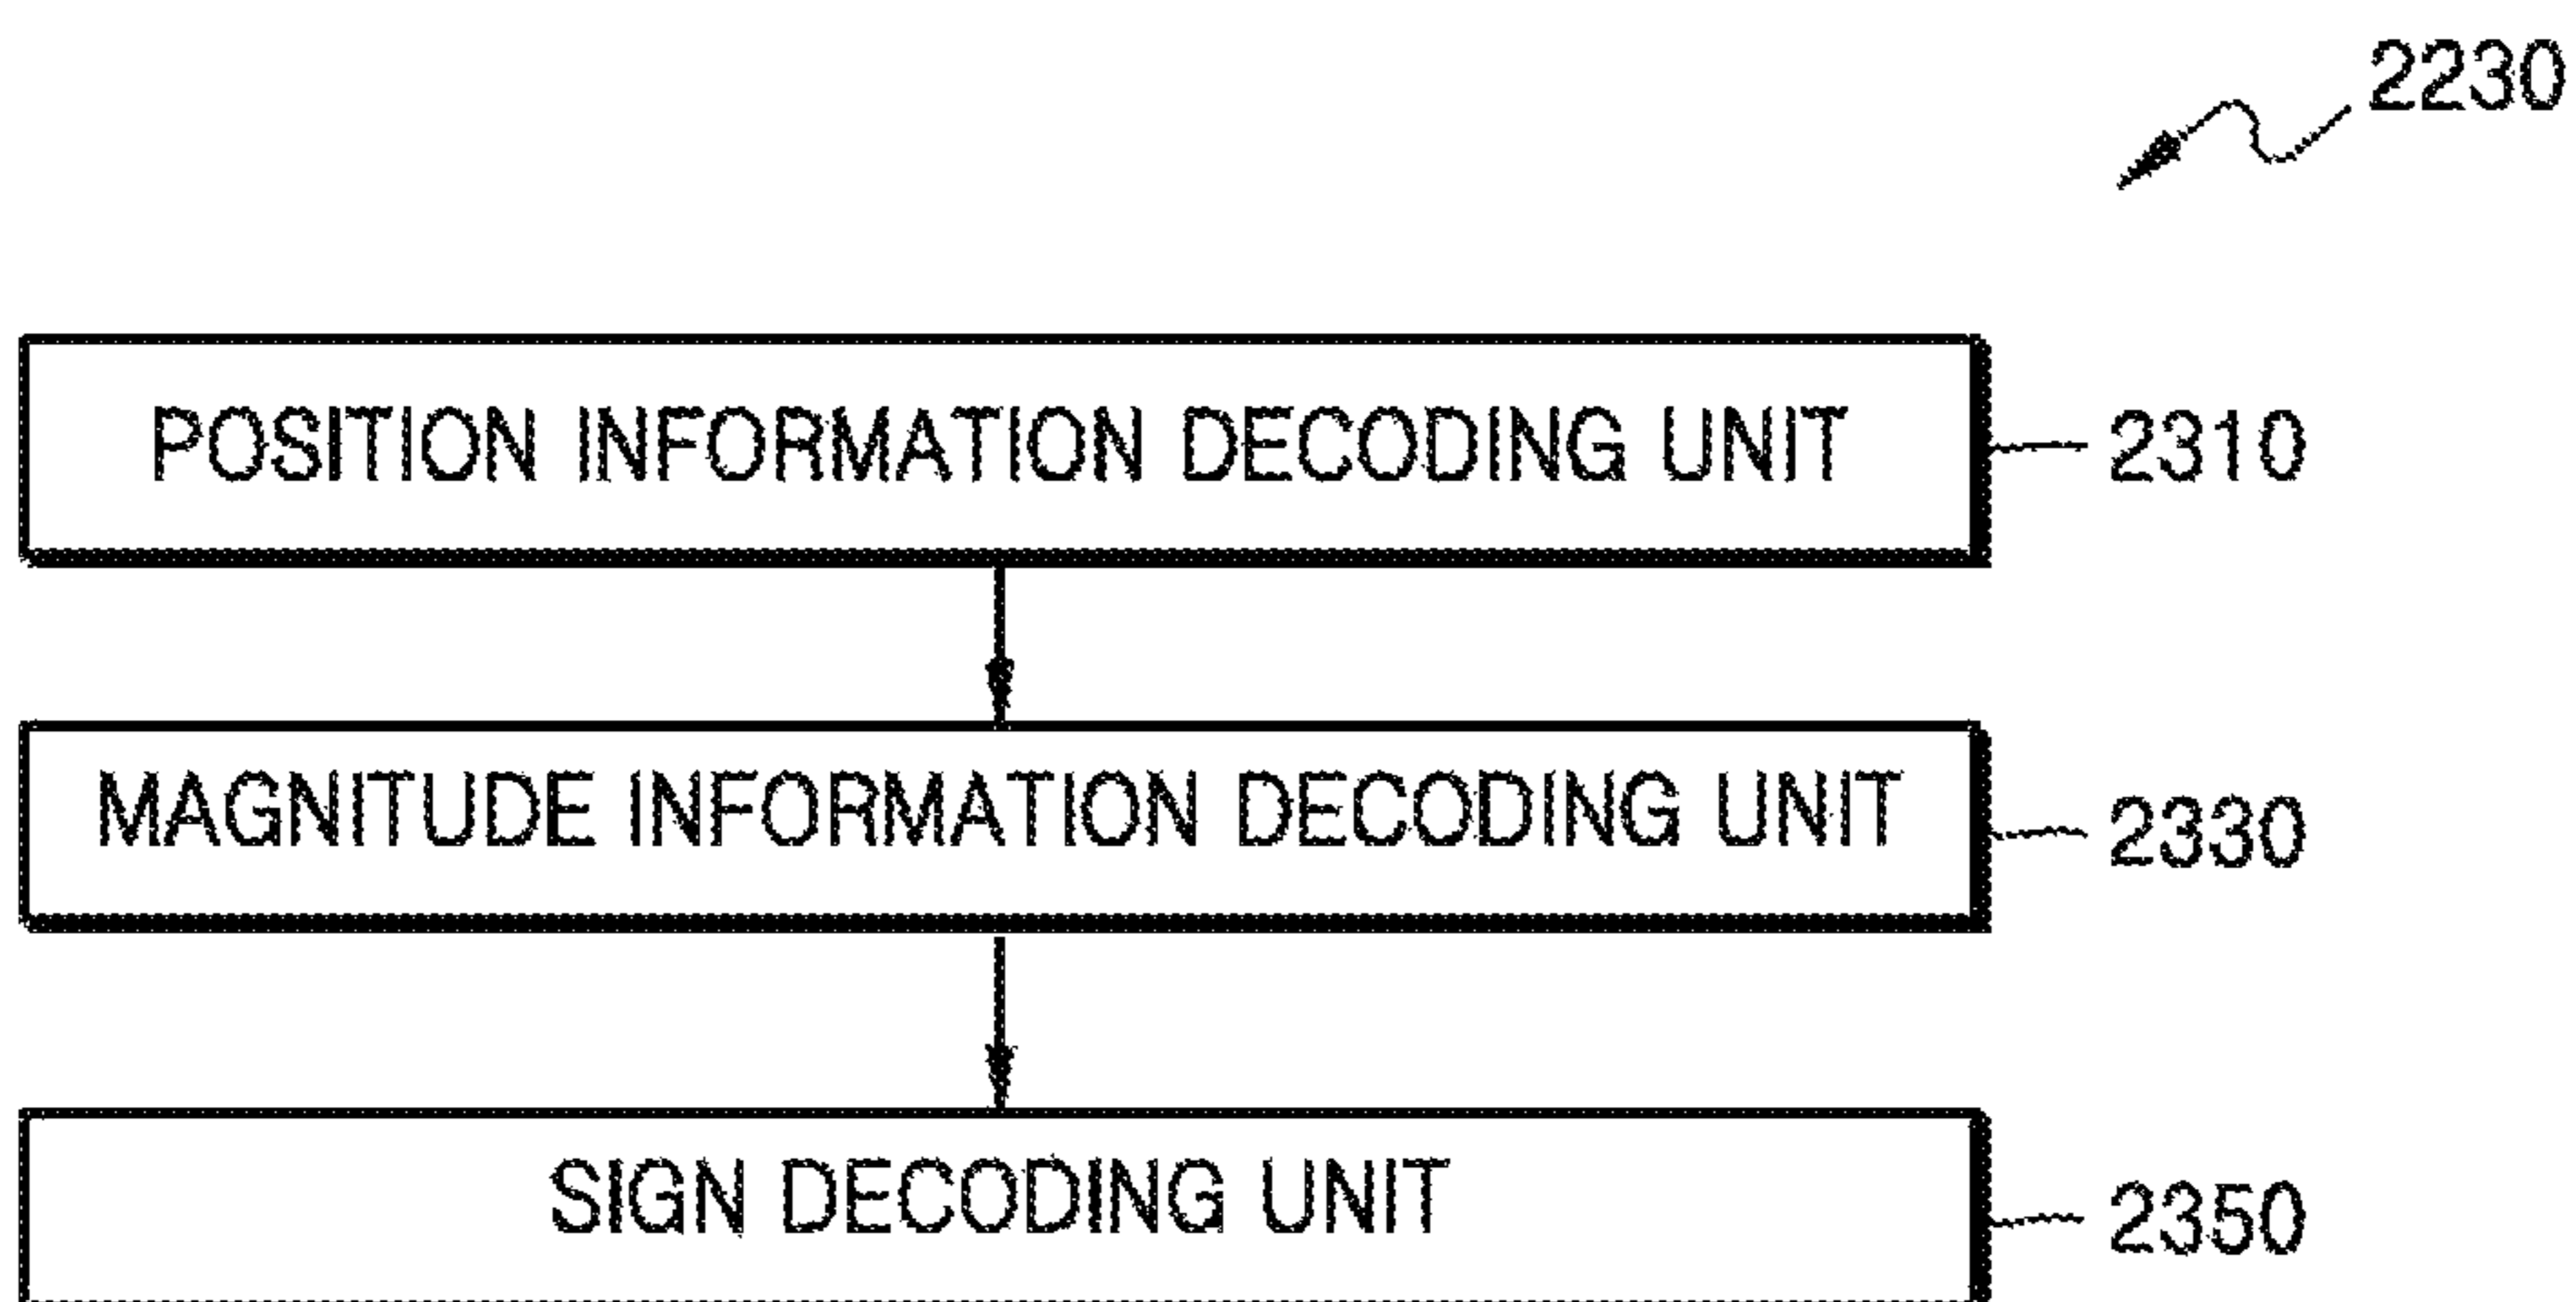 2230
POSITION INFORMATION DECODING UNIT 2310
MAGNITUDE INFORMATION DECODING UNIT 2330
SIGN DECODING UNIT 2350